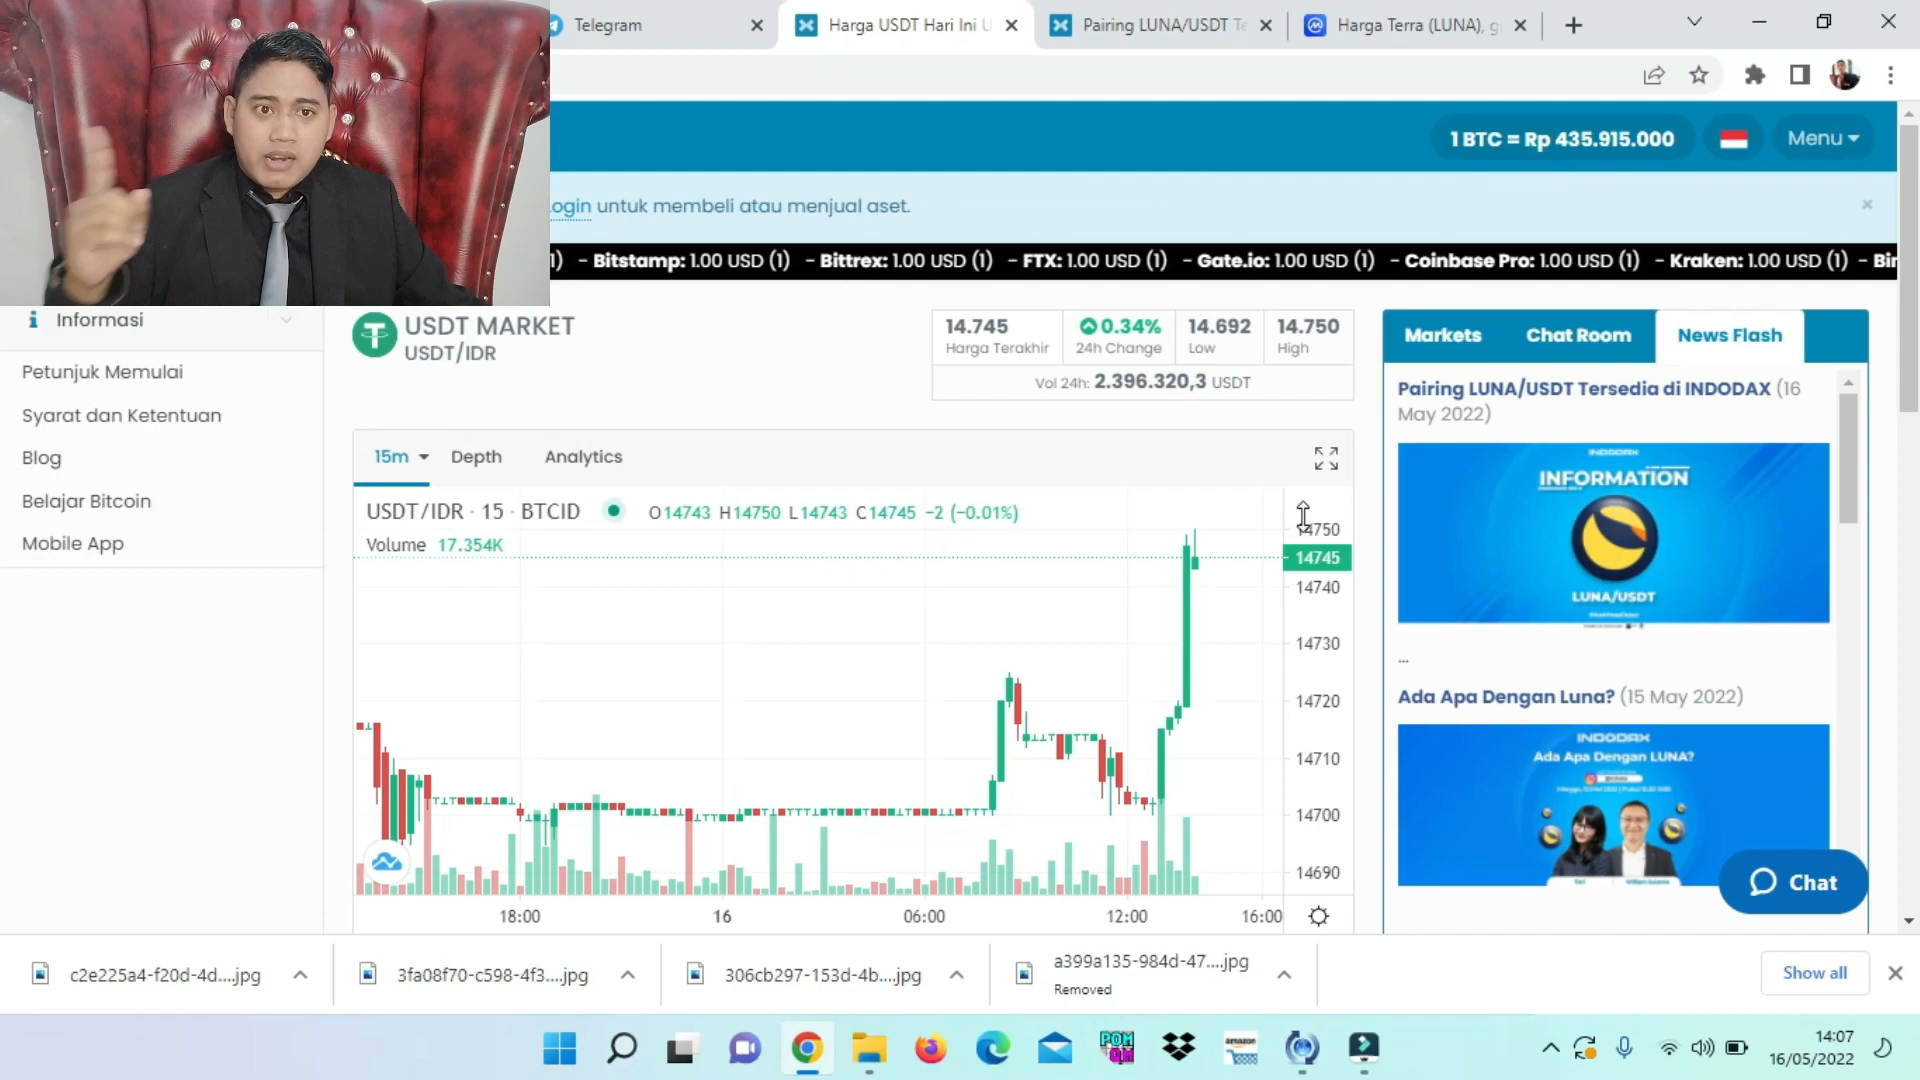 Telegram
Harga USDT Hari Ini U
Pairing LUNA/USDT Te
Harga Terra (LUNA), g
1 BTC = Rp 435.915.000
Menu
ogin untuk membeli atau menjual aset.
1) - Bitstamp: 1.00 USD (1) - Bittrex: 1.00 USD (1) - FTX: 1.00 USD (1) - Gate.io: 1.00 USD (1) - Coinbase Pro: 1.00 USD (1) - Kraken: 1.00 USD (1) - Bin
Informasi
Petunjuk Memulai
Syarat dan Ketentuan
Blog
Belajar Bitcoin
Mobile App
USDT MARKET
USDT/IDR
14.745
Harga Terakhir
0.34%
24h Change
14.692
Low
14.750
High
Vol 24h: 2.396.320,3 USDT
15m Depth Analytics
USDT/IDR · 15 · BTCID O14743 H14750 L14743 C14745 −2 (−0.01%)
Volume 17.354K
14750
14745
14740
14730
14720
14710
14700
14690
18:00 16 06:00 12:00 16:00
Markets Chat Room News Flash
Pairing LUNA/USDT Tersedia di INDODAX (16
May 2022)
INDODAX
INFORMATION
LUNA/USDT
...
Ada Apa Dengan Luna? (15 May 2022)
INDODAX
Ada Apa Dengan LUNA?
Chat
c2e225a4-f20d-4d....jpg
3fa08f70-c598-4f3....jpg
306cb297-153d-4b....jpg
a399a135-984d-47....jpg
Removed
Show all
POM
QM
amazon
14:07
16/05/2022